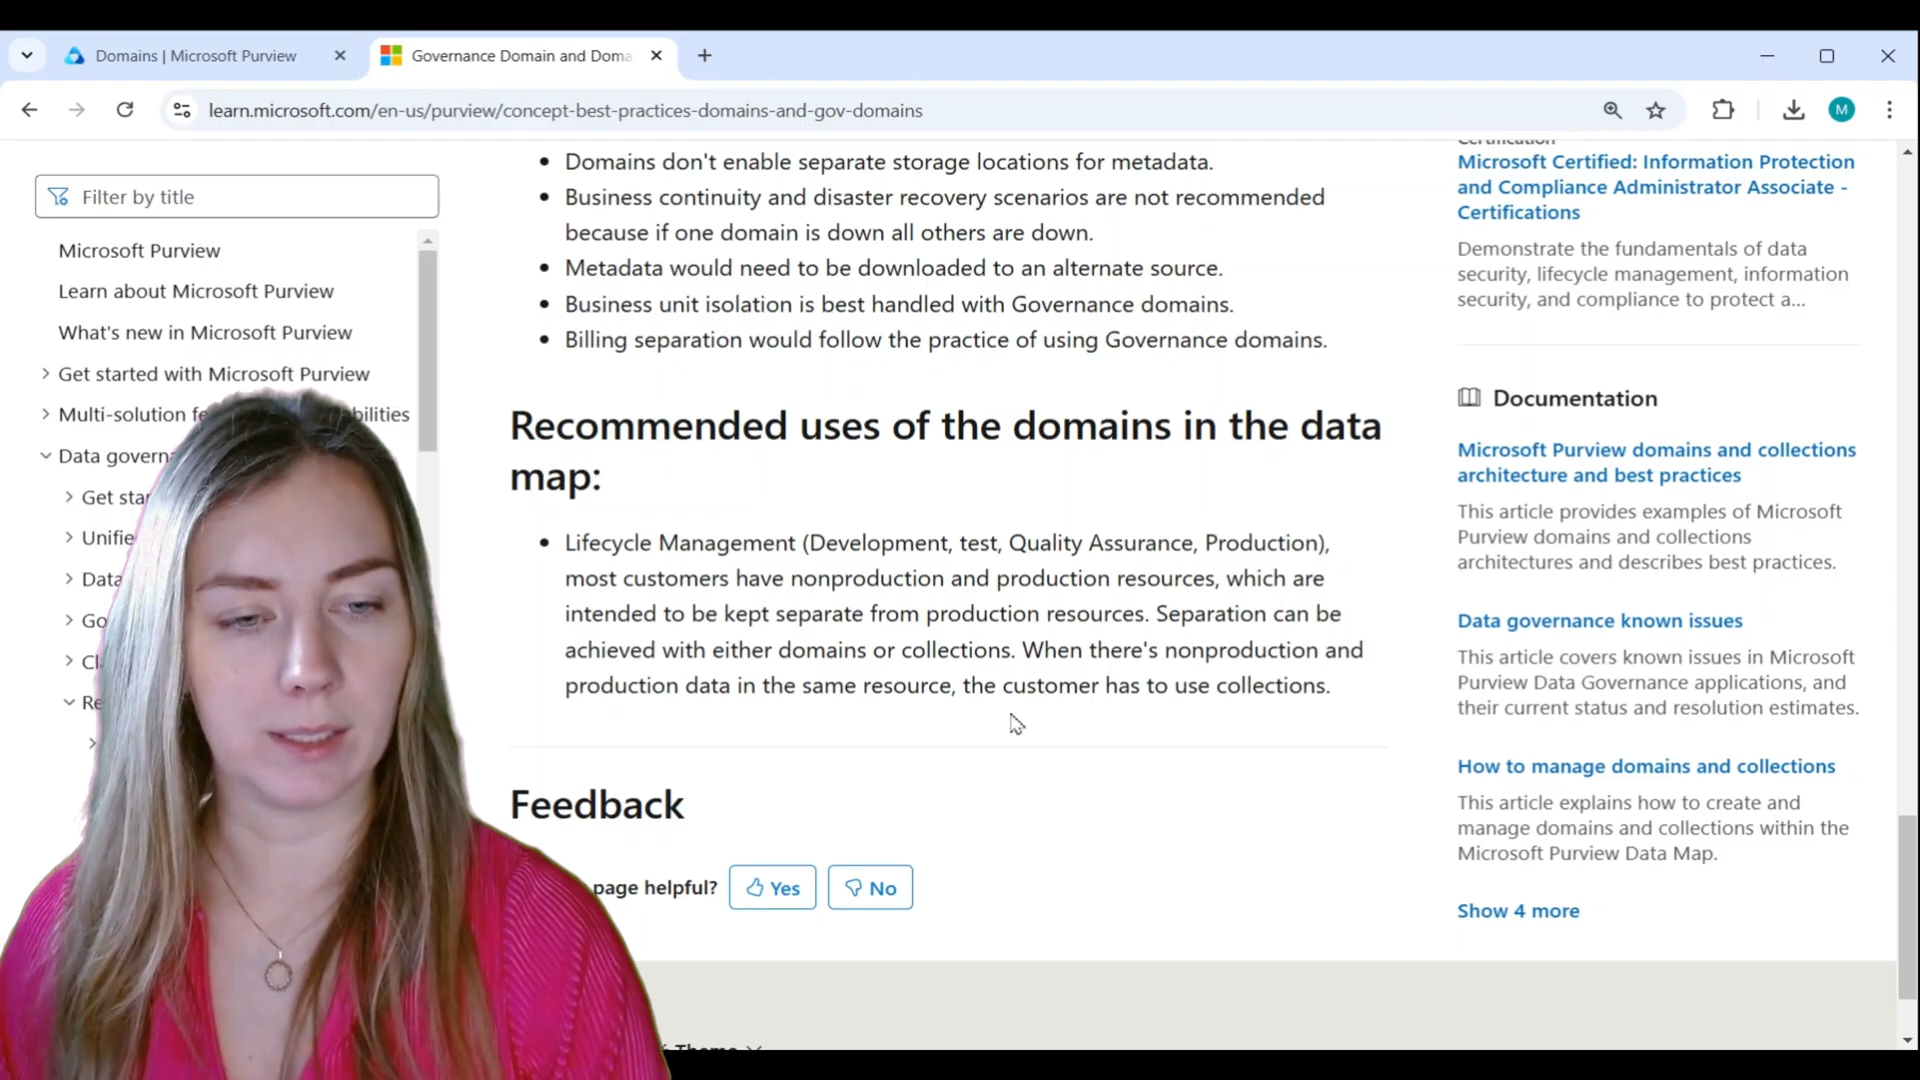 Domains | Microsoft Purview
Governance Domain and Doma
learn.microsoft.com/en-us/purview/concept-best-practices-domains-and-gov-domains
M
Filter by title
Microsoft Purview
Learn about Microsoft Purview
What's new in Microsoft Purview
Get started with Microsoft Purview
Multi-solution fe bilities
Data governa
Get star
Unifie
Data
Go
Cl
Re
• Domains don't enable separate storage locations for metadata.
• Business continuity and disaster recovery scenarios are not recommended
because if one domain is down all others are down.
• Metadata would need to be downloaded to an alternate source.
• Business unit isolation is best handled with Governance domains.
• Billing separation would follow the practice of using Governance domains.
Recommended uses of the domains in the data
map:
• Lifecycle Management (Development, test, Quality Assurance, Production),
most customers have nonproduction and production resources, which are
intended to be kept separate from production resources. Separation can be
achieved with either domains or collections. When there's nonproduction and
production data in the same resource, the customer has to use collections.
Feedback
page helpful?
Yes
No
Theme
Certification
Microsoft Certified: Information Protection
and Compliance Administrator Associate -
Certifications
Demonstrate the fundamentals of data
security, lifecycle management, information
security, and compliance to protect a...
Documentation
Microsoft Purview domains and collections
architecture and best practices
This article provides examples of Microsoft
Purview domains and collections
architectures and describes best practices.
Data governance known issues
This article covers known issues in Microsoft
Purview Data Governance applications, and
their current status and resolution estimates.
How to manage domains and collections
This article explains how to create and
manage domains and collections within the
Microsoft Purview Data Map.
Show 4 more